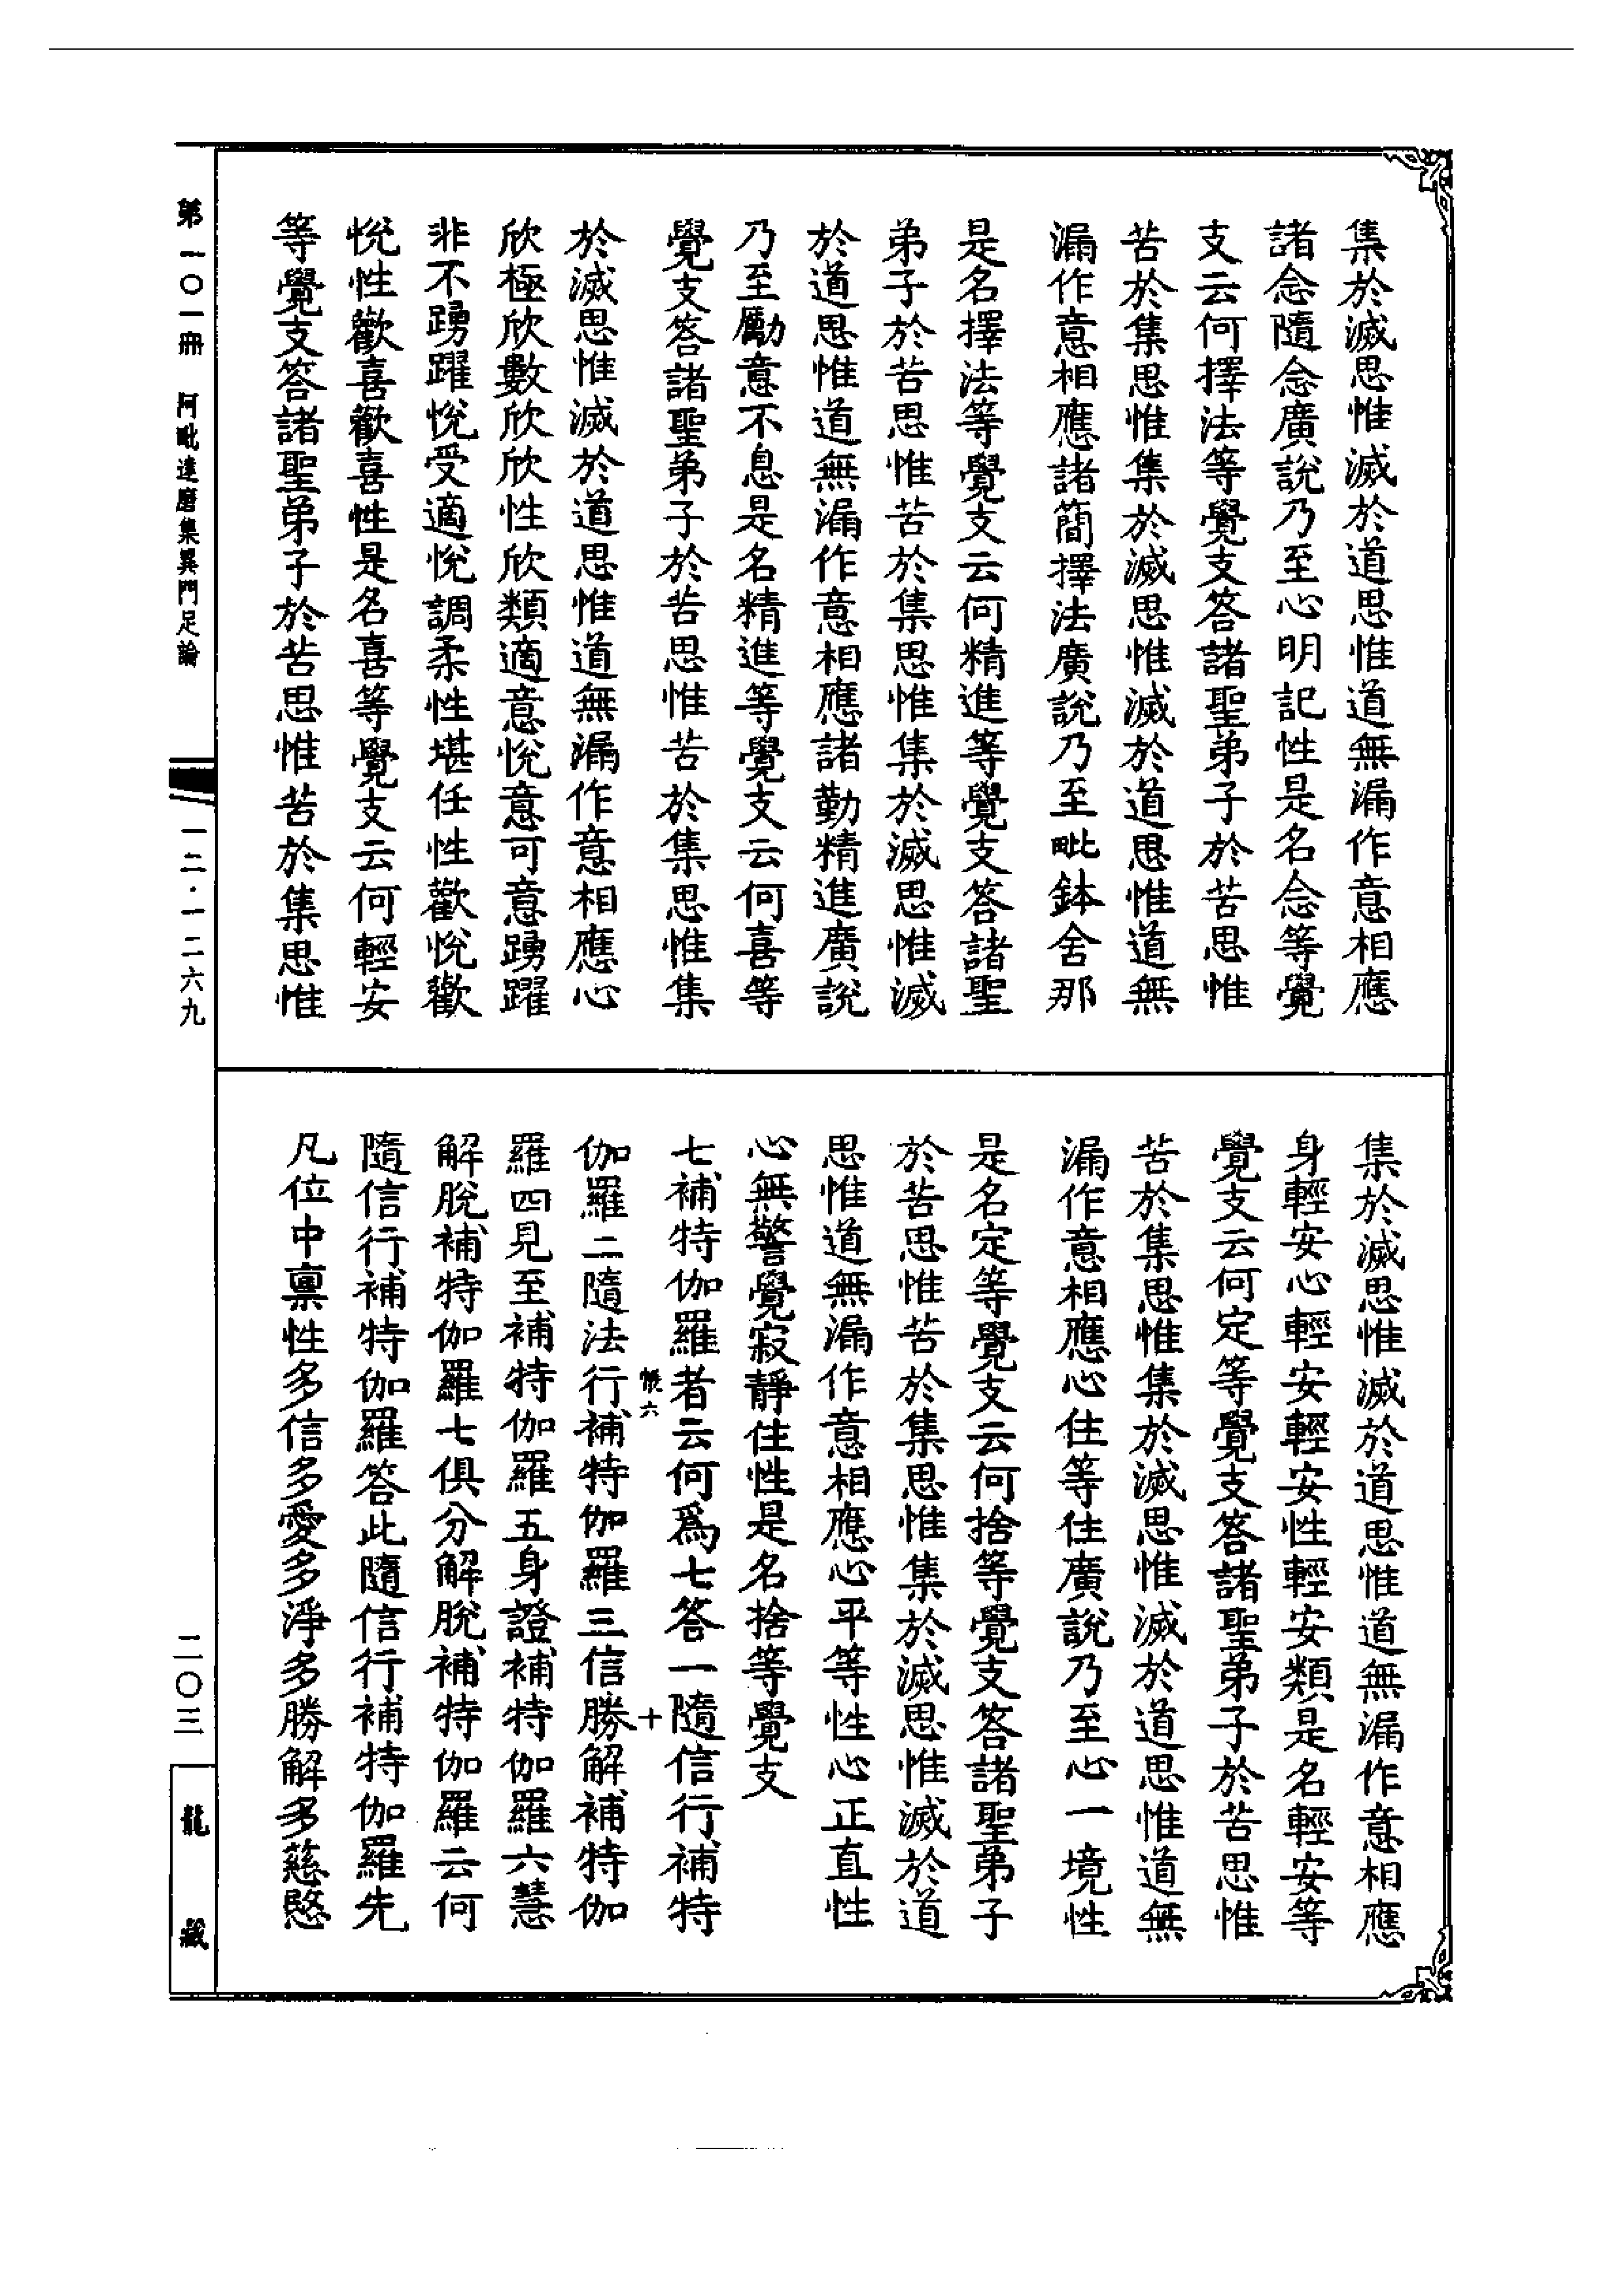 集於滅思惟滅於道思惟道無漏作意相應
諸念隨念廣說乃至心明記性是名念等覺
支云何擇法等覺支答諸聖弟子於苦思惟
苦於集思惟集於滅思惟滅於道思惟道無
漏作意相應諸簡擇法廣說乃至毗鉢舍那
是名擇法等覺支云何精進等覺支答諸聖
弟子於苦思惟苦於集思惟集於滅思惟滅
於道思惟道無漏作意相應諸勤精進廣說
乃至勵意不息是名精進等覺支云何喜等
覺支答諸聖弟子於苦思惟苦於集思惟集
於滅思惟滅於道思惟道無漏作意相應心
欣極欣數欣欣性欣類適意悅意可意踴躍
非不踴躍悅受適悅調柔性堪任性歡悅歡
悅性歡喜歡喜性是名喜等覺支云何輕安
等覺支答諸聖弟子於苦思惟苦於集思惟
集於滅思惟滅於道思惟道無漏作意相應
身輕安心輕安輕安性輕安類是名輕安等
覺支云何定等覺支答諸聖弟子於苦思惟
苦於集思惟集於滅思惟滅於道思惟道無
漏作意相應心住等住廣說乃至心一境性
是名定等覺支云何捨等覺支答諸聖弟子
於苦思惟苦於集思惟集於滅思惟滅於道
思惟道無漏作意相應心平等性心正直性
心無警覺寂靜住性是名捨等覺支
七補特伽羅者云何爲七答一隨信行補特
六 十
伽羅二隨法行補特伽羅三信勝解補特伽
羅四見至補特伽羅五身證補特伽羅六慧
解脫補特伽羅七俱分解脫補特伽羅云何
隨信行補特伽羅答此隨信行補特伽羅先
凡位中稟性多信多愛多淨多勝解多慈愍
第一〇一冊 阿毗達磨集異門足論
一二·一二六九
二〇三
龍藏